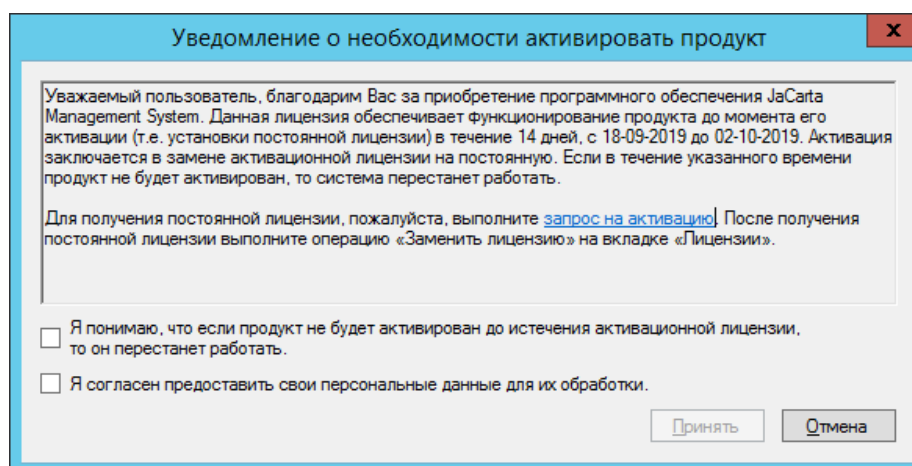 Уведомление о необходимости активировать продукт
x
Уважаемый пользователь, благодарим Вас за приобретение программного обеспечения JaCarta
Management System. Данная лицензия обеспечивает функционирование продукта до момента его
активации (т.е. установки постоянной лицензии) в течение 14 дней, с 18-09-2019 до 02-10-2019. Активация
заключается в замене активационной лицензии на постоянную. Если в течение указанного времени
продукт не будет активирован, то система перестанет работать.
Для получения постоянной лицензии, пожалуйста, выполните запрос на активацию. После получения
постоянной лицензии выполните операцию «Заменить лицензию» на вкладке «Лицензии».
Я понимаю, что если продукт не будет активирован до истечения активационной лицензии,
то он перестанет работать.
Я согласен предоставить свои персональные данные для их обработки.
Принять
Отмена